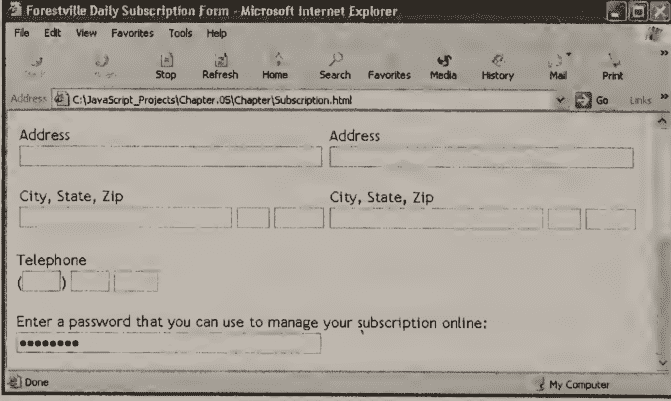 Forestville Daily Subscription Form - Microsoft Internet Explorer
File Edit View Favorites Tools Help
Stop Refresh Home Search Favorites Media History Mail Print
Address C:\JavaScript_Projects\Chapter.05\Chapter\Subscription.html Go Links »
Address Address
City, State, Zip City, State, Zip
Telephone
( )
Enter a password that you can use to manage your subscription online:
••••••••
Done My Computer